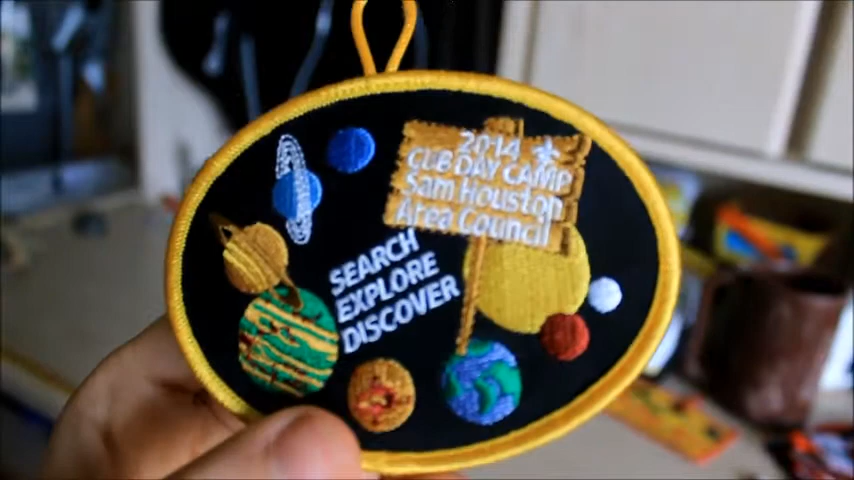 2014
CUB DAY CAMP
Sam Houston
Area Council
SEARCH
EXPLORE
DISCOVER